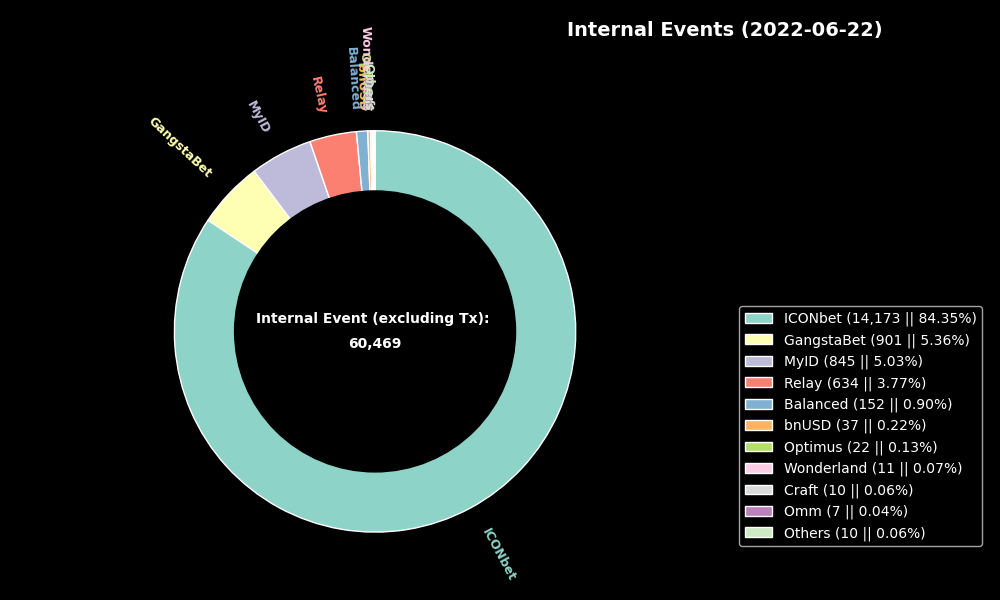 Internal Events (2022-06-22)
Relay
MyID
GangstaBet
Balanced
Internal Event (excluding Tx):
60,469
ICONbet
ICONbet (14,173 || 84.35%)
GangstaBet (901 || 5.36%)
MyID (845 || 5.03%)
Relay (634 || 3.77%)
Balanced (152 || 0.90%)
bnUSD (37 || 0.22%)
Optimus (22 || 0.13%)
Wonderland (11 || 0.07%)
Craft (10 || 0.06%)
Omm (7 || 0.04%)
Others (10 || 0.06%)